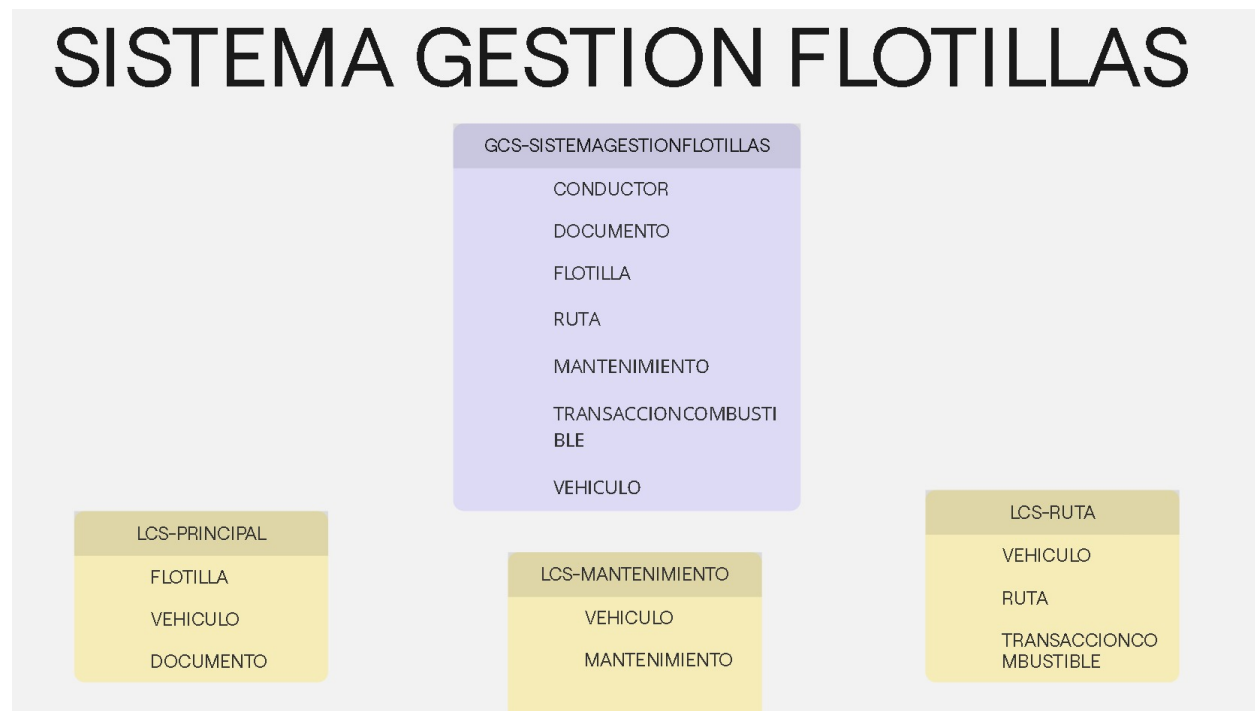 SISTEMA GESTION FLOTILLAS
GCS-SISTEMAGESTIONFLOTILLAS
CONDUCTOR
DOCUMENTO
FLOTILLA
RUTA
MANTENIMIENTO
TRANSACCIONCOMBUSTI
BLE
VEHICULO
LCS-PRINCIPAL
FLOTILLA
VEHICULO
DOCUMENTO
LCS-MANTENIMIENTO
VEHICULO
MANTENIMIENTO
LCS-RUTA
VEHICULO
RUTA
TRANSACCIONCO
MBUSTIBLE